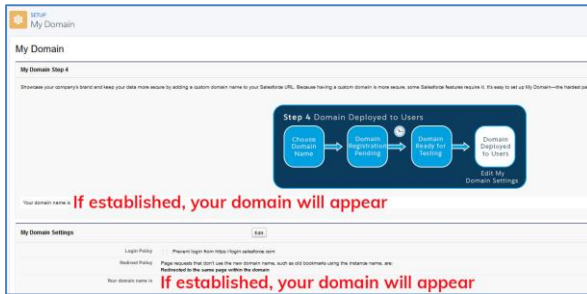 SETUP
My Domain
My Domain
My Domain Step 4
Showcase your company's brand and keep your data more secure by adding a custom domain name to your Salesforce URL. Because having a custom domain is more secure, some Salesforce features require it. It's easy to set up My Domain—the hardest pa
Step 4 Domain Deployed to Users
Choose Domain Name
Domain Registration Pending
Domain Ready for Testing
Domain Deployed to Users
Edit My Domain Settings
Your domain name is If established, your domain will appear
My Domain Settings Edit
Login Policy Prevent login from https://login.salesforce.com
Redirect Policy Page requests that don't use the new domain name, such as old bookmarks using the instance name, are:
Redirected to the same page within the domain
Your domain name is If established, your domain will appear